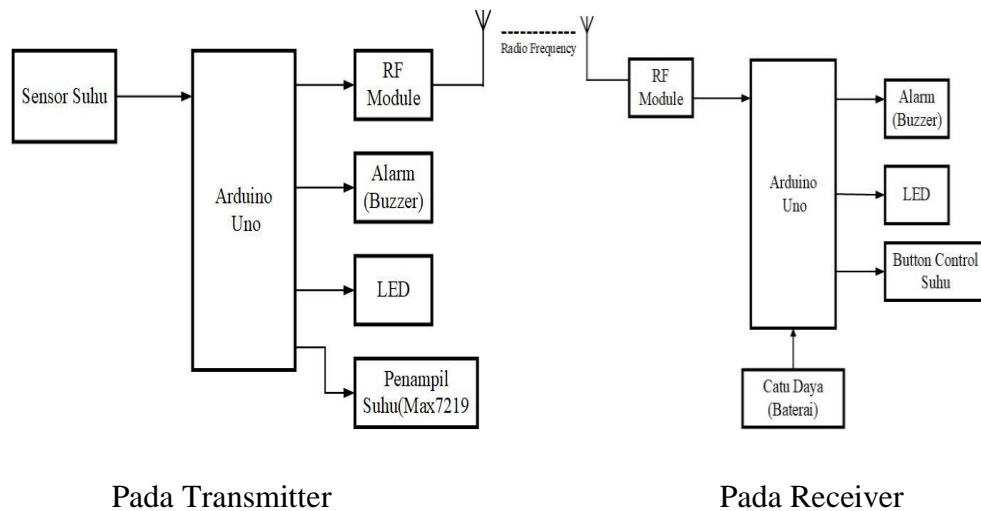 Sensor Suhu
Arduino
Uno
RF
Module
Alarm
(Buzzer)
LED
Penampil
Suhu(Max7219
Radio Frequency
RF
Module
Arduino
Uno
Alarm
(Buzzer)
LED
Button Control
Suhu
Catu Daya
(Baterai)
Pada Transmitter
Pada Receiver